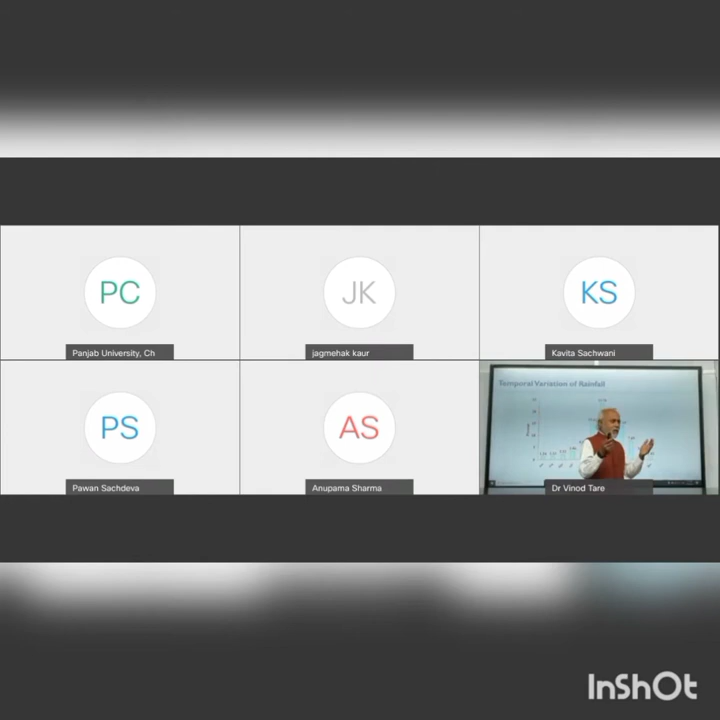 PC
JK
KS
Panjab University, Ch
jagmehak kaur
Kavita Sachwani
PS
AS
Temporal Variation of Rainfall
Pawan Sachdeva
Anupama Sharma
Dr Vinod Tare
InShOt